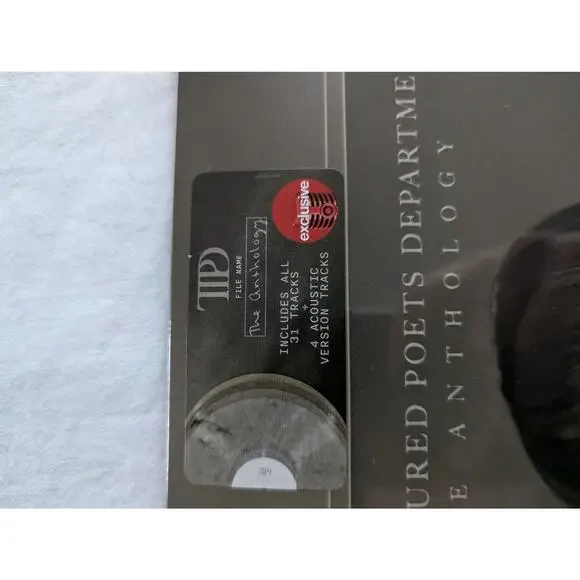 TTPD
FILE NAME
The Anthology
INCLUDES ALL
31 TRACKS
+
4 ACOUSTIC
VERSION TRACKS
exclusive
URED POETS DEPARTME
E ANTHOLOGY